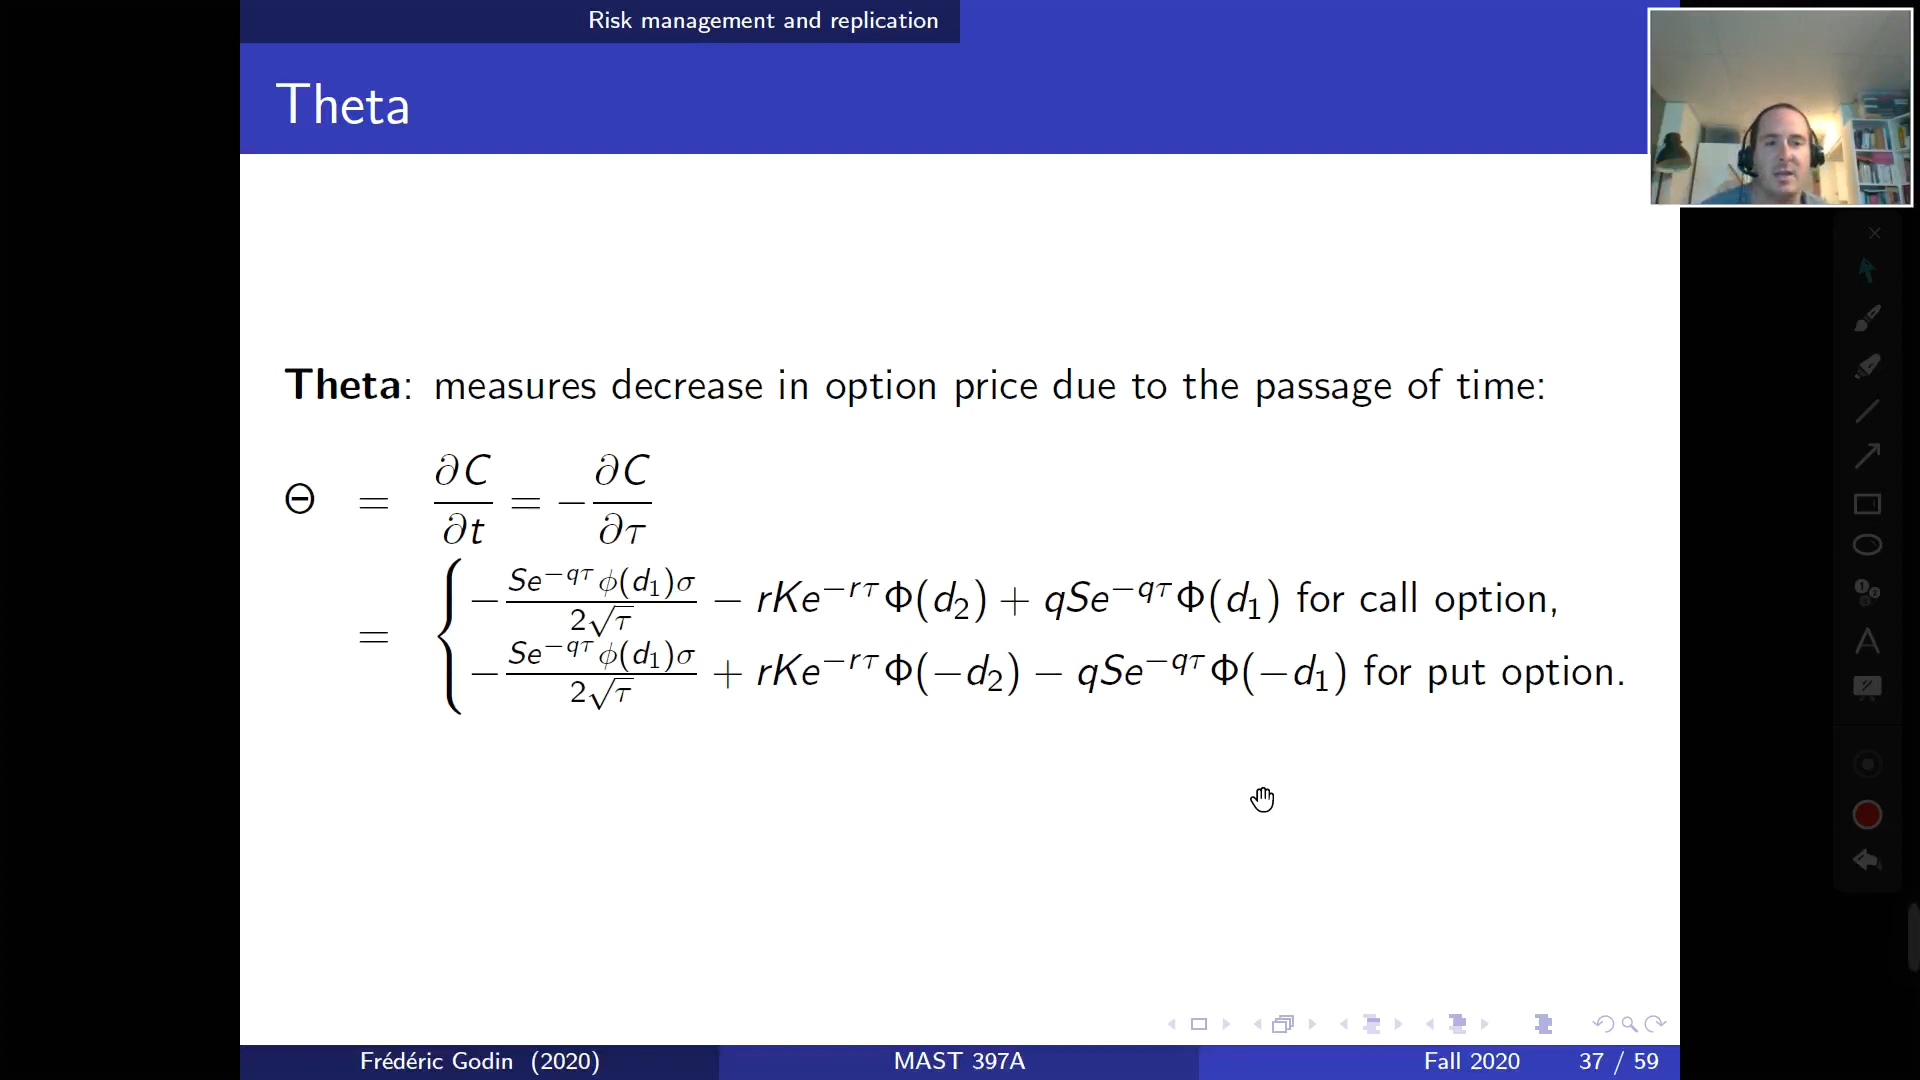 Risk management and replication
Theta
Theta: measures decrease in option price due to the passage of time:
Θ = ∂C/∂t = −∂C/∂τ
= { −Se^{−qτ}ϕ(d₁)σ/2√τ − rKe^{−rτ}Φ(d₂) + qSe^{−qτ}Φ(d₁) for call option,
−Se^{−qτ}ϕ(d₁)σ/2√τ + rKe^{−rτ}Φ(−d₂) − qSe^{−qτ}Φ(−d₁) for put option.
Frédéric Godin (2020) MAST 397A Fall 2020 37 / 59